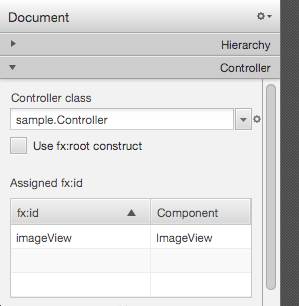 Document
Hierarchy
Controller
Controller class
sample.Controller
Use fx:root construct
Assigned fx:id
fx:id Component
imageView ImageView